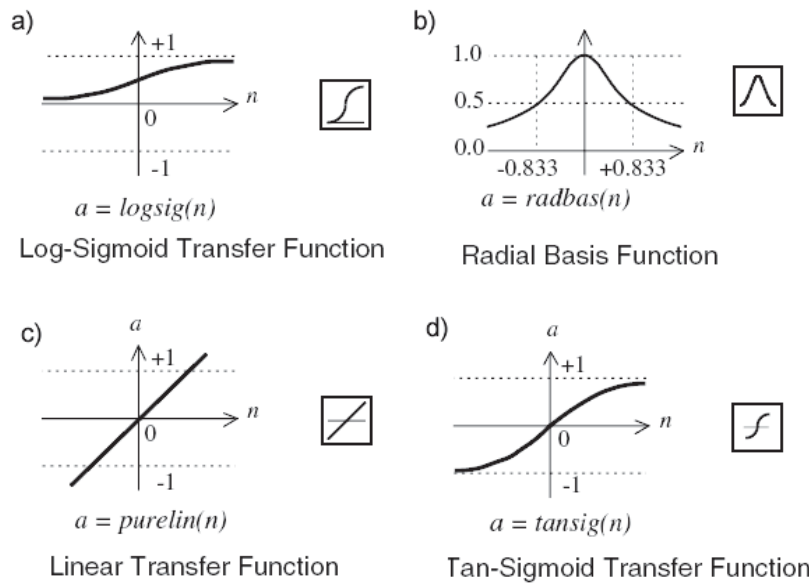 a)
+1
n
0
-1
a = logsig(n)
Log-Sigmoid Transfer Function
b)
1.0
0.5
0.0
n
-0.833 +0.833
a = radbas(n)
Radial Basis Function
c)
a
+1
n
0
-1
a = purelin(n)
Linear Transfer Function
d)
a
+1
n
0
-1
a = tansig(n)
Tan-Sigmoid Transfer Function